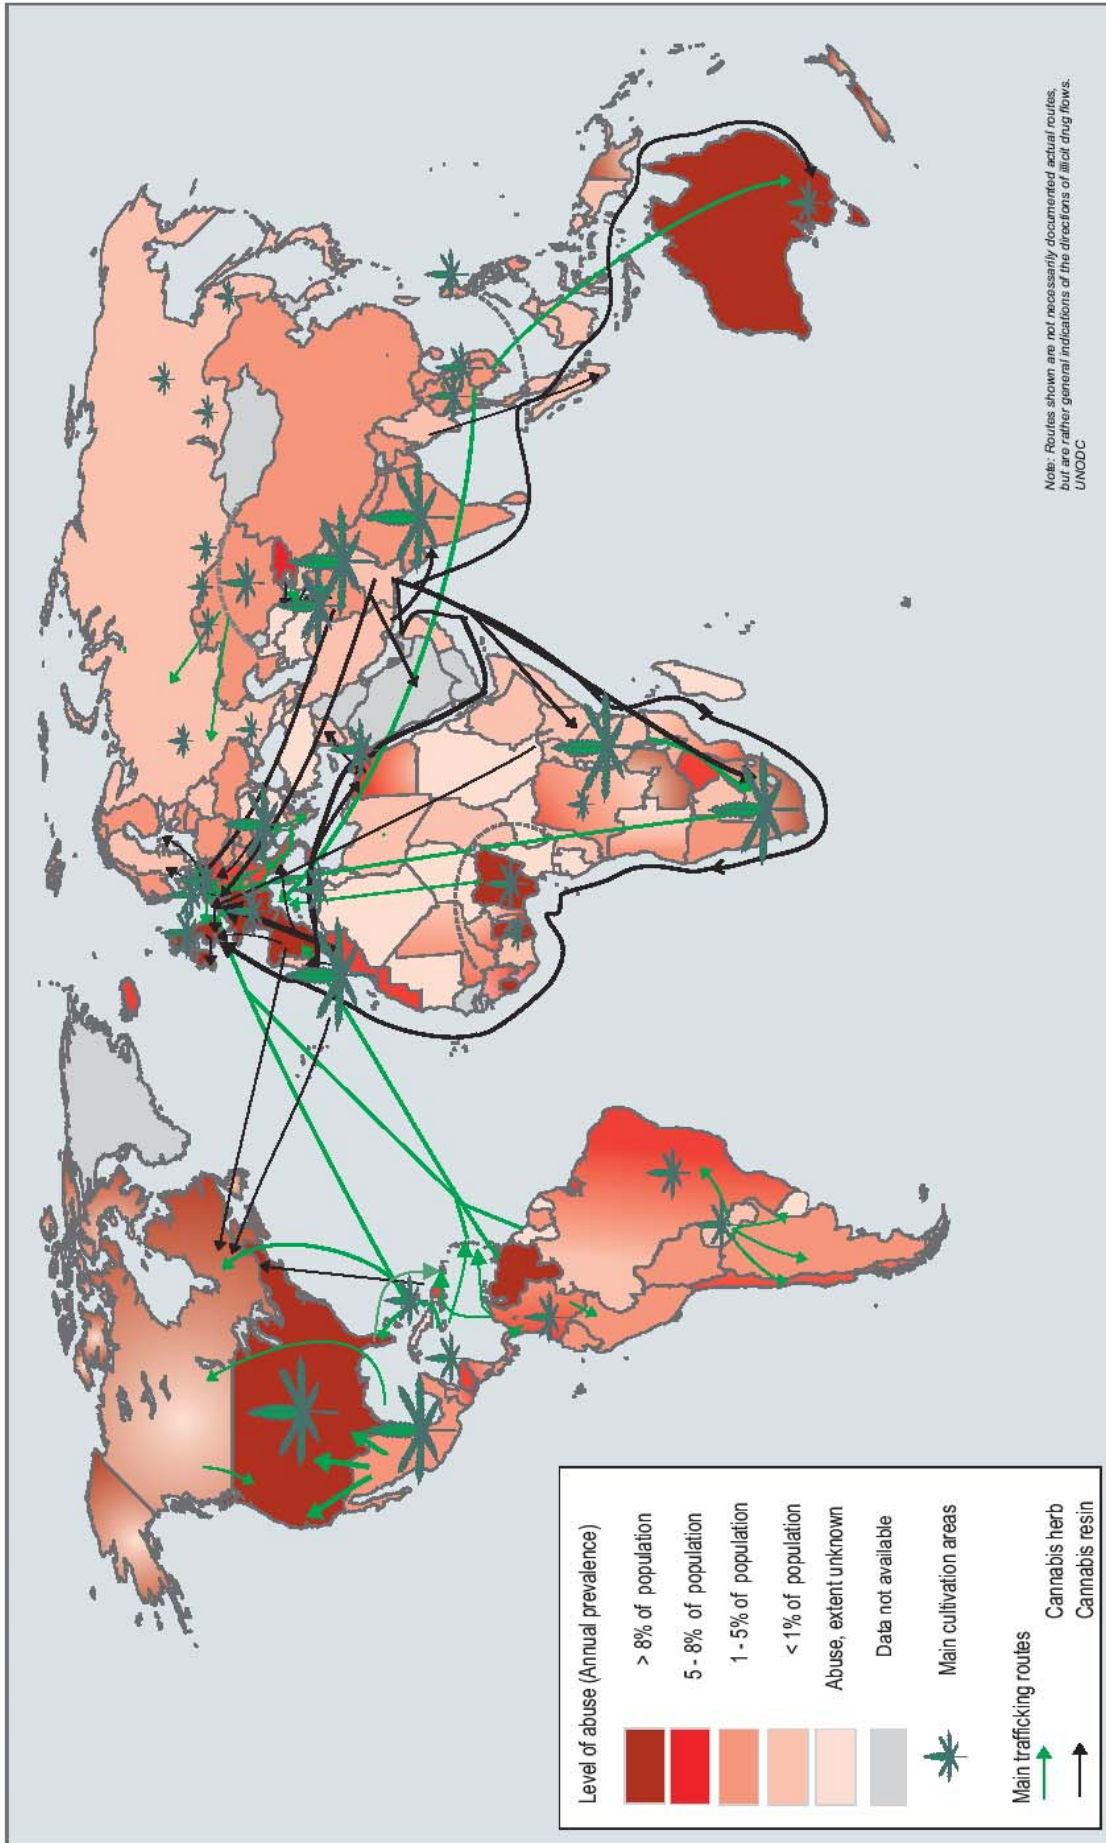 Level of abuse (Annual prevalence)
> 8% of population
5 - 8% of population
1 - 5% of population
< 1% of population
Abuse, extent unknown
Data not available
Main cultivation areas
Main trafficking routes
Cannabis herb
Cannabis resin
Note: Routes shown are not necessarily documented actual routes,
but are rather general indications of the directions of illicit drug flows.
UNODC